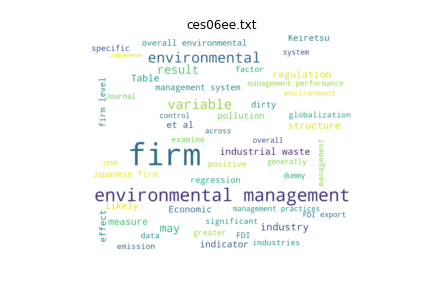 ces06ee.txt
Keiretsu
overall environmental
specific
system
Japanese
environmental
result
factor
regulation
Table
management performance
management system
environment
Journal
firm level
variable
dirty
pollution
globalization
control
et al
structure
across
examine
overall
firm
industrial waste
management
one
positive
generally
Japanese firm
regression
dummy
environmental management
likely
Economic
management practices
FDI export
effect
measure
significant
may
industry
greater
FDI
data
indicator
industries
emission